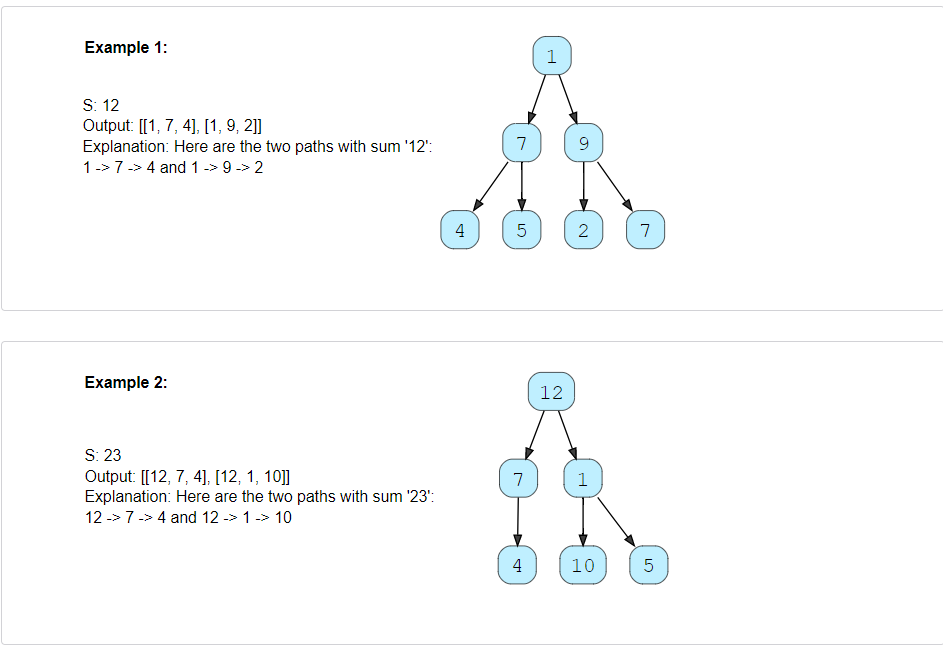 Example 1:
S: 12
Output: [[1, 7, 4], [1, 9, 2]]
Explanation: Here are the two paths with sum '12':
1 -> 7 -> 4 and 1 -> 9 -> 2
1
7 9
4 5 2 7
Example 2:
S: 23
Output: [[12, 7, 4], [12, 1, 10]]
Explanation: Here are the two paths with sum '23':
12 -> 7 -> 4 and 12 -> 1 -> 10
12
7 1
4 10 5